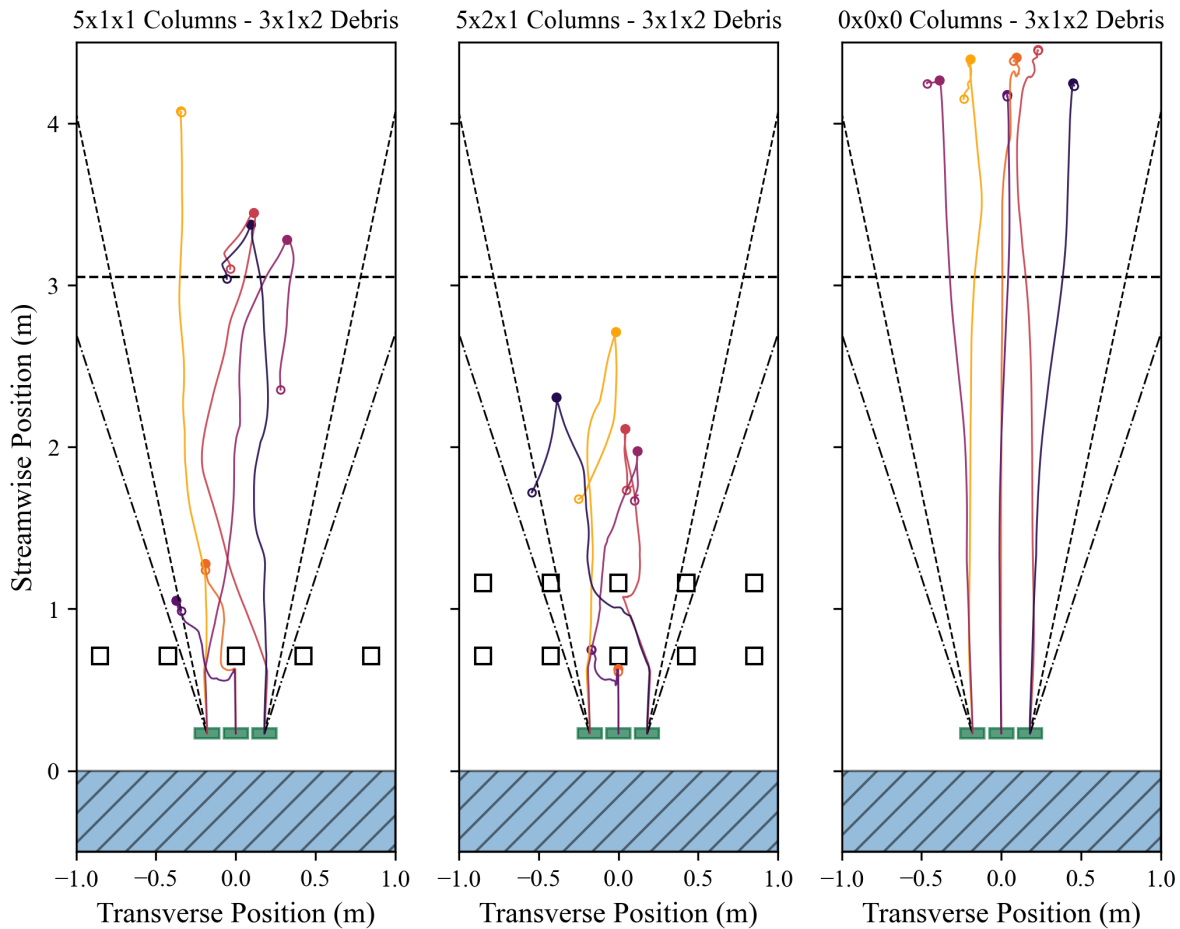 5x1x1 Columns - 3x1x2 Debris
5x2x1 Columns - 3x1x2 Debris
0x0x0 Columns - 3x1x2 Debris
Streamwise Position (m)
4
3
2
1
0
−1.0 −0.5 0.0 0.5 1.0
−1.0 −0.5 0.0 0.5 1.0
−1.0 −0.5 0.0 0.5 1.0
Transverse Position (m)
Transverse Position (m)
Transverse Position (m)